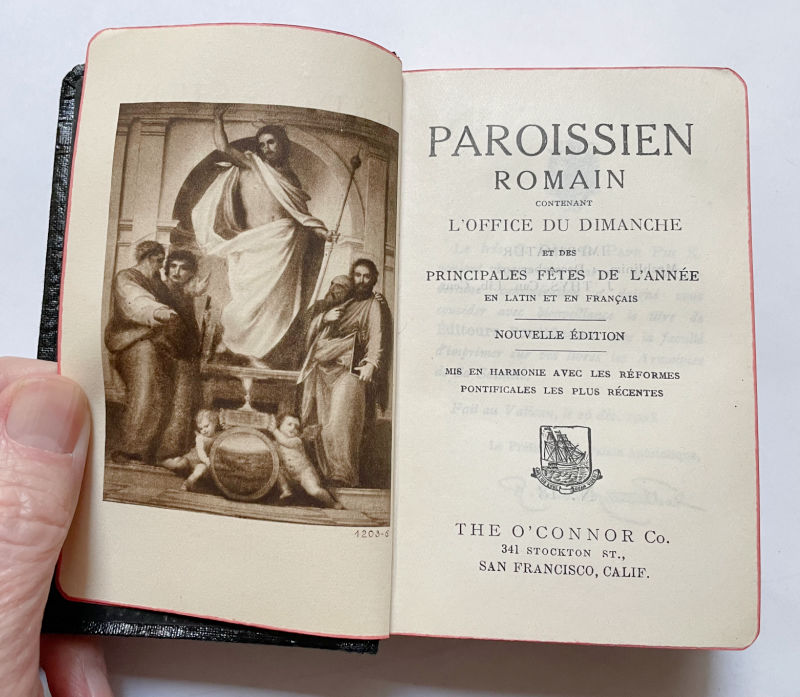 1203-6
PAROISSIEN
ROMAIN
CONTENANT
L'OFFICE DU DIMANCHE
ET DES
PRINCIPALES FÊTES DE L'ANNÉE
EN LATIN ET EN FRANÇAIS
NOUVELLE ÉDITION
MIS EN HARMONIE AVEC LES RÉFORMES
PONTIFICALES LES PLUS RÉCENTES
THE O'CONNOR Co.
341 STOCKTON ST.,
SAN FRANCISCO, CALIF.